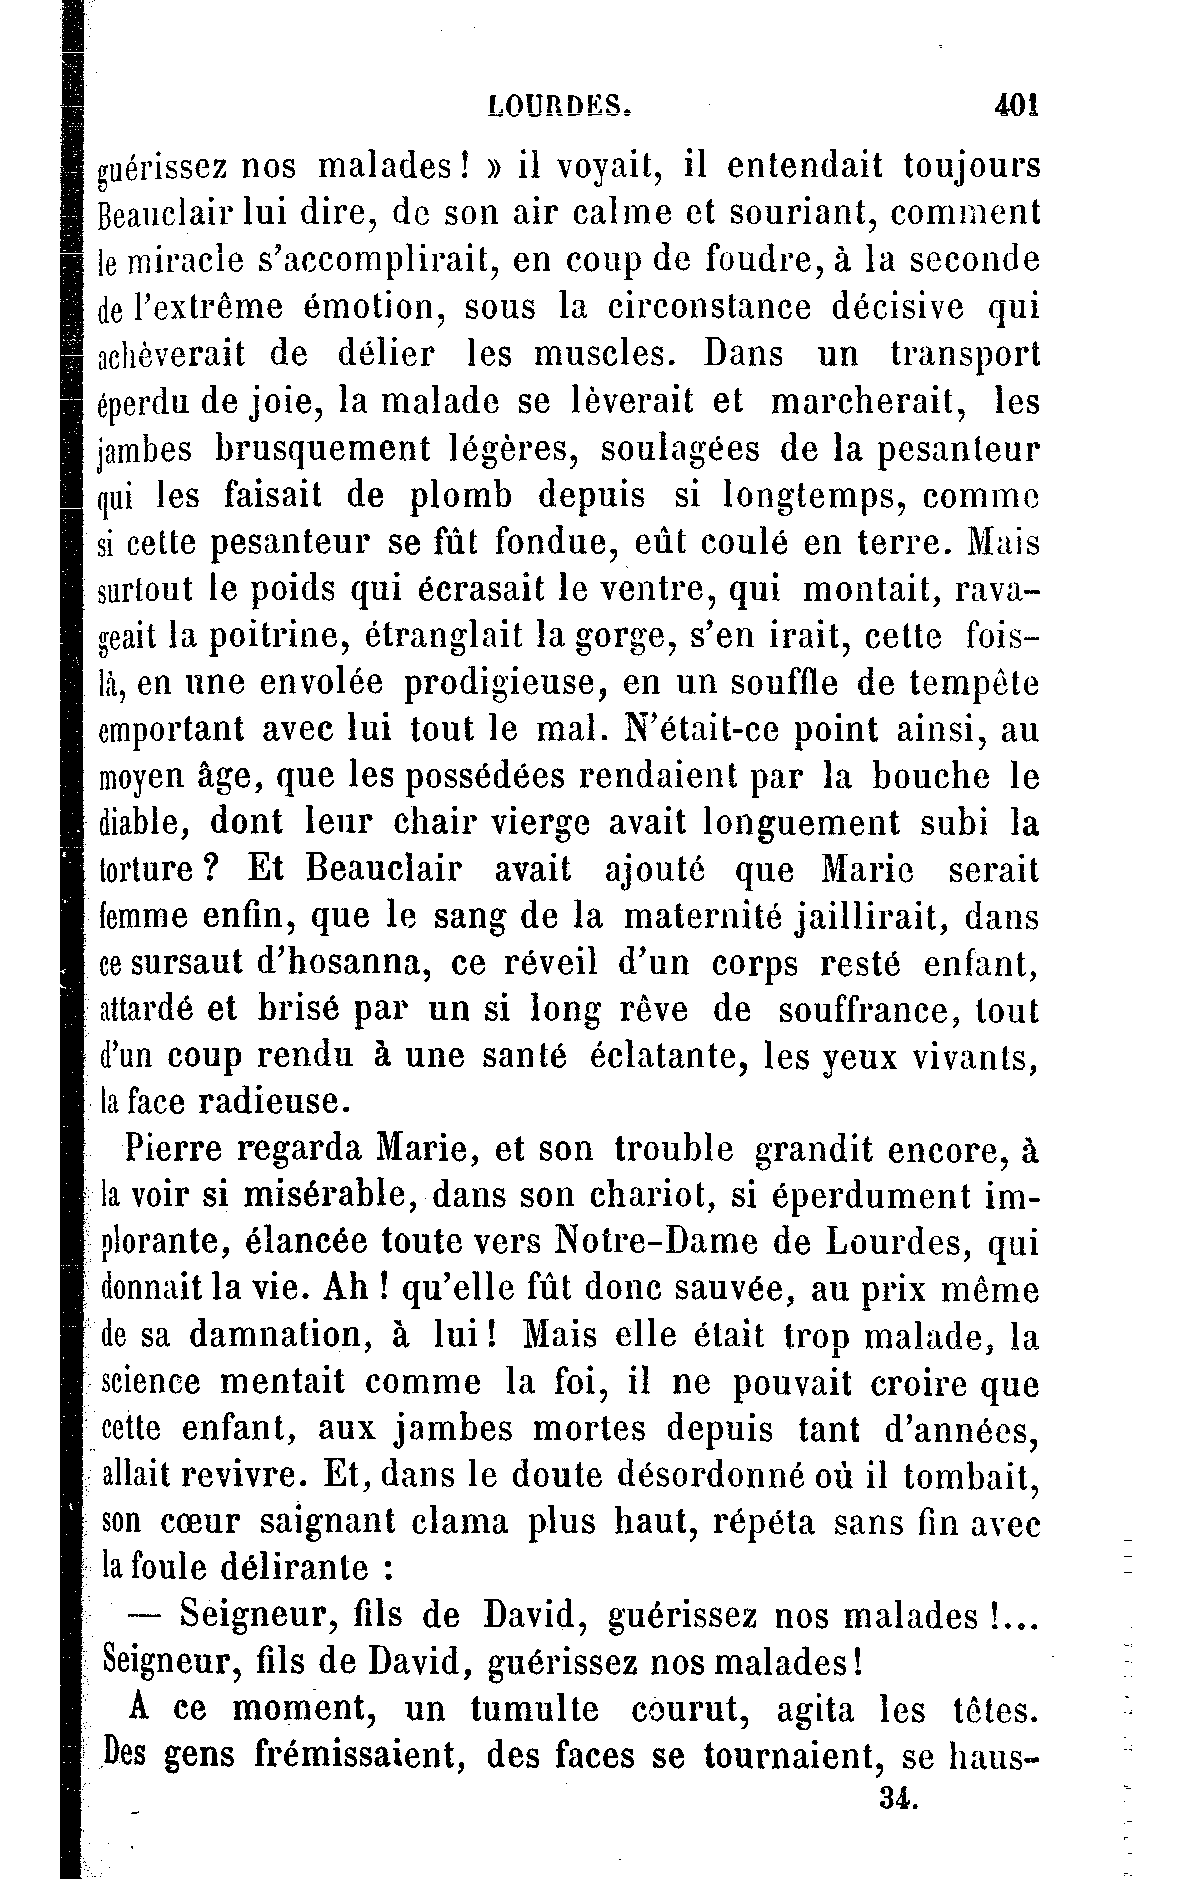 LOURDES. 401
guérissez nos malades ! » il voyait, il entendait toujours
Beauclair lui dire, de son air calme et souriant, comment
le miracle s'accomplirait, en coup de foudre, à la seconde
de l'extrême émotion, sous la circonstance décisive qui
achèverait de délier les muscles. Dans un transport
éperdu de joie, la malade se lèverait et marcherait, les
jambes brusquement légères, soulagées de la pesanteur
qui les faisait de plomb depuis si longtemps, comme
si cette pesanteur se fût fondue, eût coulé en terre. Mais
surtout le poids qui écrasait le ventre, qui montait, rava-
geait la poitrine, étranglait la gorge, s'en irait, cette fois-
là, en une envolée prodigieuse, en un souffle de tempête
emportant avec lui tout le mal. N'était-ce point ainsi, au
moyen âge, que les possédées rendaient par la bouche le
diable, dont leur chair vierge avait longuement subi la
torture ? Et Beauclair avait ajouté que Marie serait
femme enfin, que le sang de la maternité jaillirait, dans
ce sursaut d'hosanna, ce réveil d'un corps resté enfant,
attardé et brisé par un si long rêve de souffrance, tout
d'un coup rendu à une santé éclatante, les yeux vivants,
la face radieuse.
Pierre regarda Marie, et son trouble grandit encore, à
la voir si misérable, dans son chariot, si éperdument im-
plorante, élancée toute vers Notre-Dame de Lourdes, qui
donnait la vie. Ah ! qu'elle fût donc sauvée, au prix même
de sa damnation, à lui ! Mais elle était trop malade, la
science mentait comme la foi, il ne pouvait croire que
cette enfant, aux jambes mortes depuis tant d'années,
allait revivre. Et, dans le doute désordonné où il tombait,
son cœur saignant clama plus haut, répéta sans fin avec
la foule délirante :
— Seigneur, fils de David, guérissez nos malades !...
Seigneur, fils de David, guérissez nos malades !
A ce moment, un tumulte courut, agita les têtes.
Des gens frémissaient, des faces se tournaient, se haus-
34.